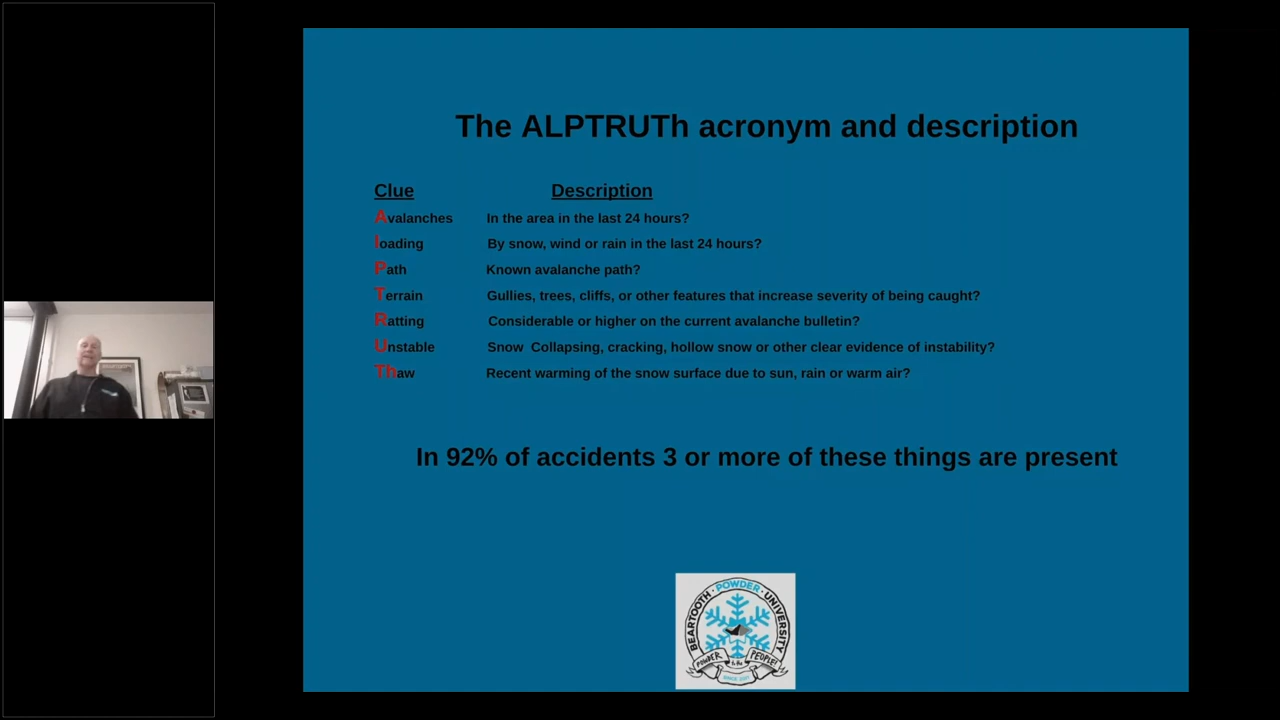 The ALPTRUTh acronym and description
Clue Description
Avalanches In the area in the last 24 hours?
loading By snow, wind or rain in the last 24 hours?
Path Known avalanche path?
Terrain Gullies, trees, cliffs, or other features that increase severity of being caught?
Ratting Considerable or higher on the current avalanche bulletin?
Unstable Snow Collapsing, cracking, hollow snow or other clear evidence of instability?
Thaw Recent warming of the snow surface due to sun, rain or warm air?
In 92% of accidents 3 or more of these things are present
BEARTOOTH · POWDER · UNIVERSITY
POWDER to the PEOPLE!